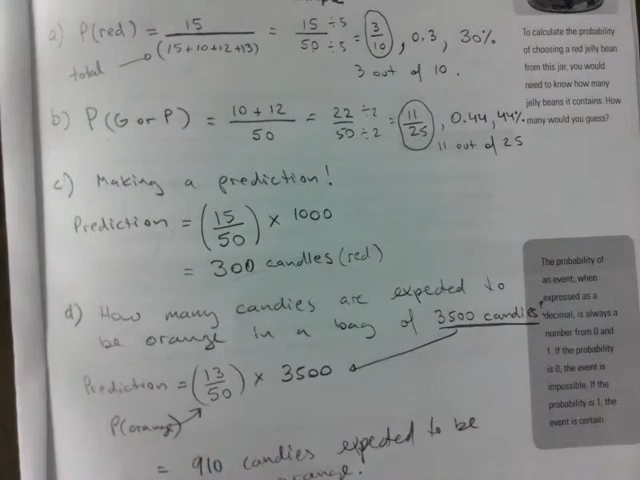 a) P(red) = 15 / (15+10+12+13) = 15 ÷5 / 50 ÷5 = 3/10, 0.3, 30%
total
3 out of 10.
b) P(G or P) = 10 + 12 / 50 = 22 ÷2 / 50 ÷2 = 11/25, 0.44, 44%
11 out of 25
c) Making a prediction!
Prediction = (15/50) × 1000
= 300 candies (red)
d) How many candies are expected to
be orange in a bag of 3500 candies
Prediction = (13/50) × 3500
P(orange)
= 910 candies expected to be
orange.
To calculate the probability
of choosing a red jelly bean
from this jar, you would
need to know how many
jelly beans it contains. How
many would you guess?
The probability of
an event, when
expressed as a
decimal, is always a
number from 0 and
1. If the probability
is 0, the event is
impossible. If the
probability is 1, the
event is certain.